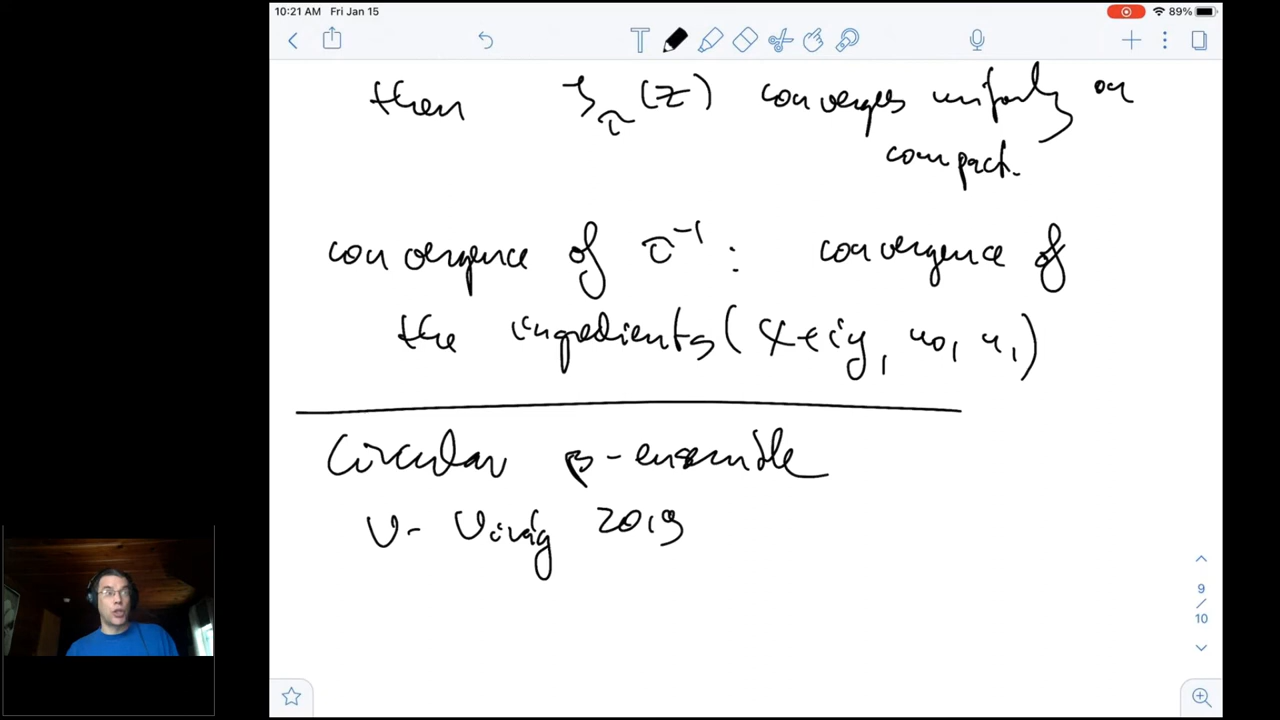 10:21 AM Fri Jan 15
89%
then ζ_τ(z) converges uniformly on
compact.
convergence of τ⁻¹ : convergence of
the ingredients (x+iy, u₀, u₁)
Circular β-ensemble
V- Virág 2019
9
/
10